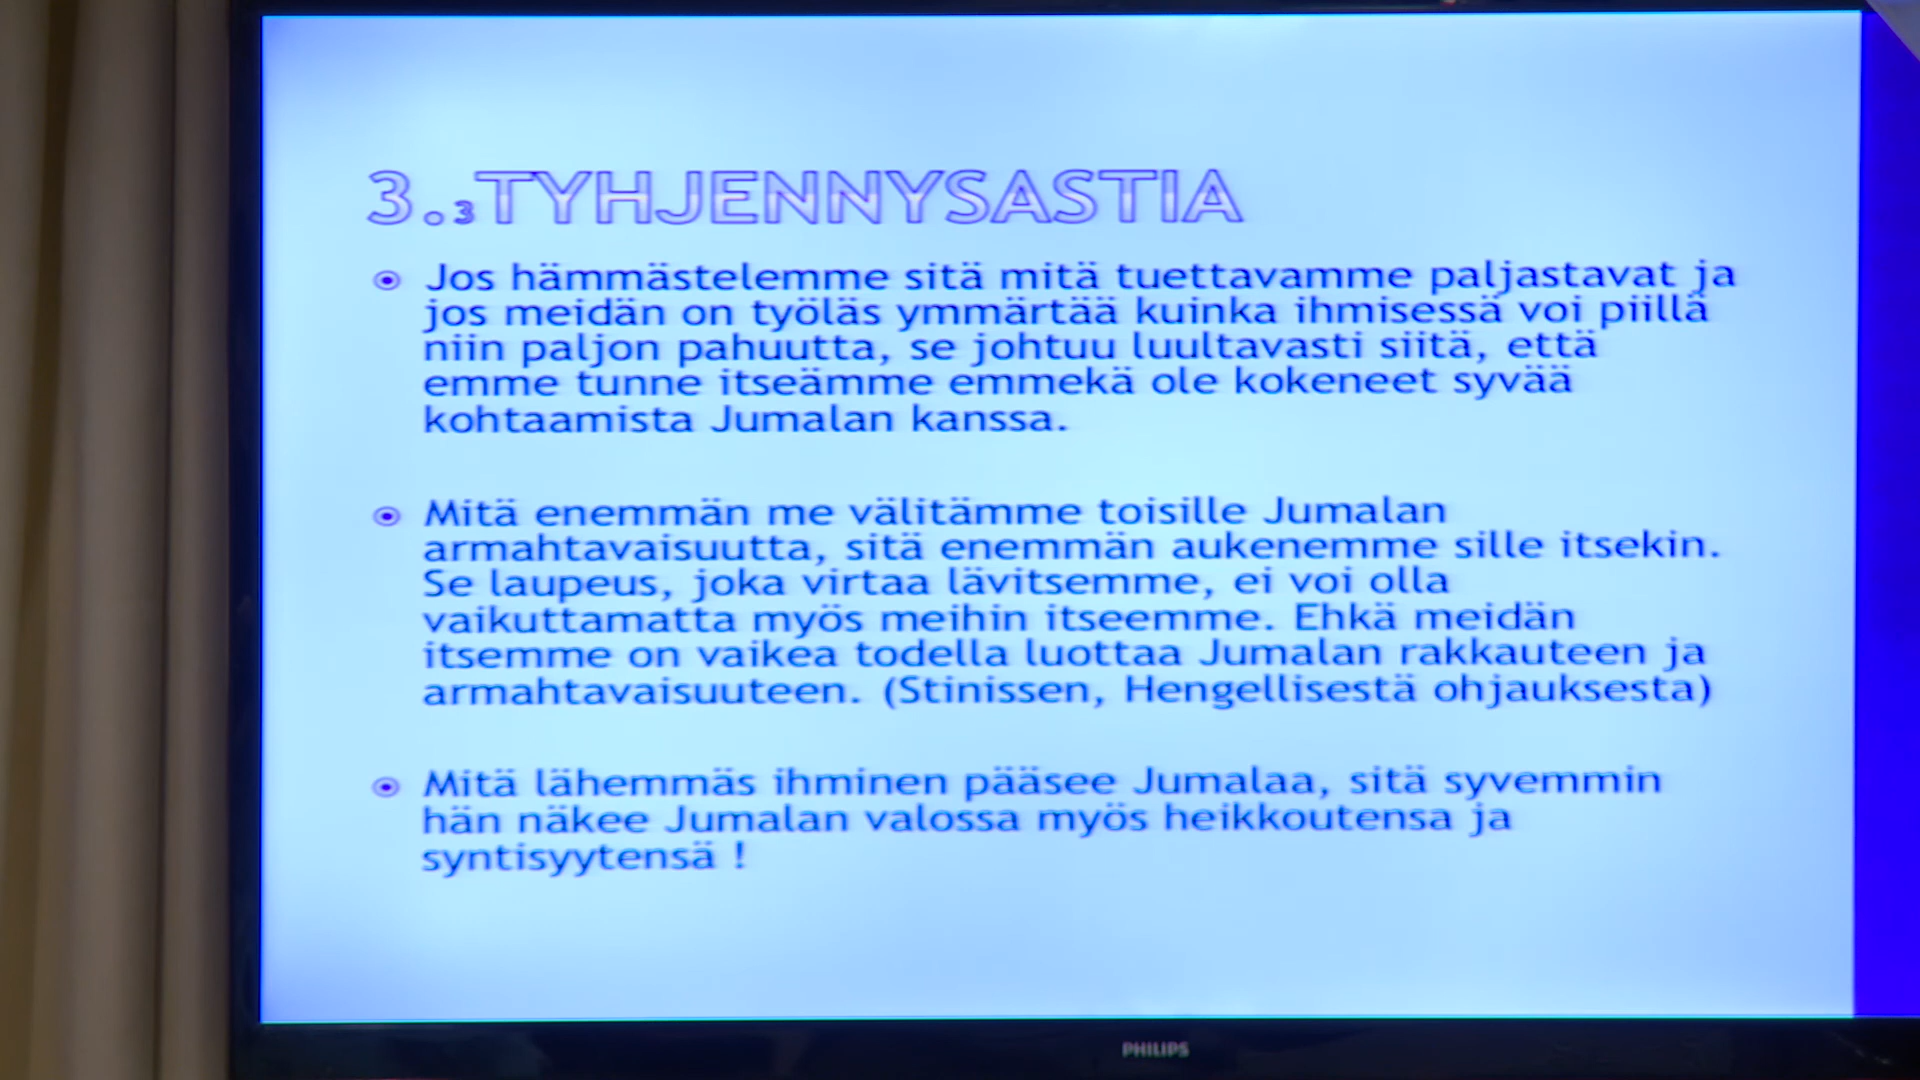 3.3TYHJENNYSASTIA
Jos hämmästelemme sitä mitä tuettavamme paljastavat ja
jos meidän on työläs ymmärtää kuinka ihmisessä voi piillä
niin paljon pahuutta, se johtuu luultavasti siitä, että
emme tunne itseämme emmekä ole kokeneet syvää
kohtaamista Jumalan kanssa.
Mitä enemmän me välitämme toisille Jumalan
armahtavaisuutta, sitä enemmän aukenemme sille itsekin.
Se laupeus, joka virtaa lävitsemme, ei voi olla
vaikuttamatta myös meihin itseemme. Ehkä meidän
itsemme on vaikea todella luottaa Jumalan rakkauteen ja
armahtavaisuuteen. (Stinissen, Hengellisestä ohjauksesta)
Mitä lähemmäs ihminen pääsee Jumalaa, sitä syvemmin
hän näkee Jumalan valossa myös heikkoutensa ja
syntisyytensä !
PHILIPS